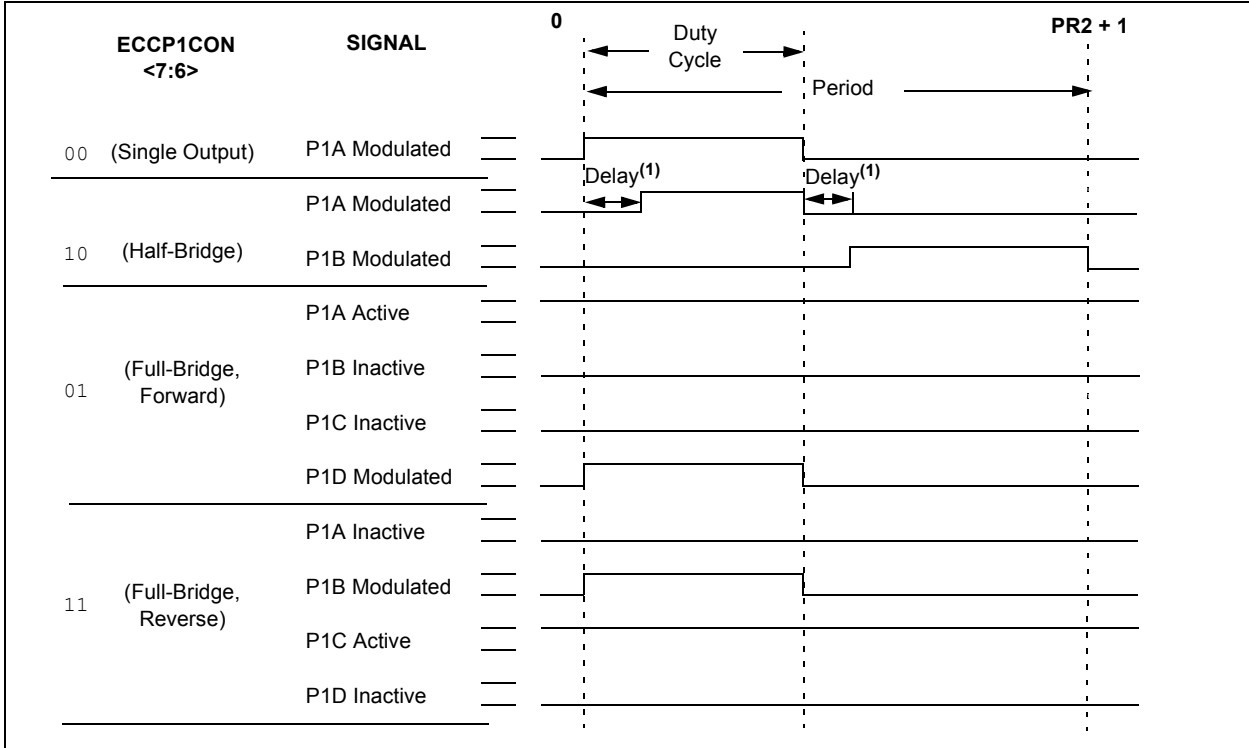 0
PR2 + 1
ECCP1CON
<7:6>
SIGNAL
Duty
Cycle
Period
00 (Single Output) P1A Modulated
Delay(1) Delay(1)
P1A Modulated
10 (Half-Bridge)
P1B Modulated
P1A Active
01 (Full-Bridge,
Forward)
P1B Inactive
P1C Inactive
P1D Modulated
P1A Inactive
11 (Full-Bridge,
Reverse)
P1B Modulated
P1C Active
P1D Inactive